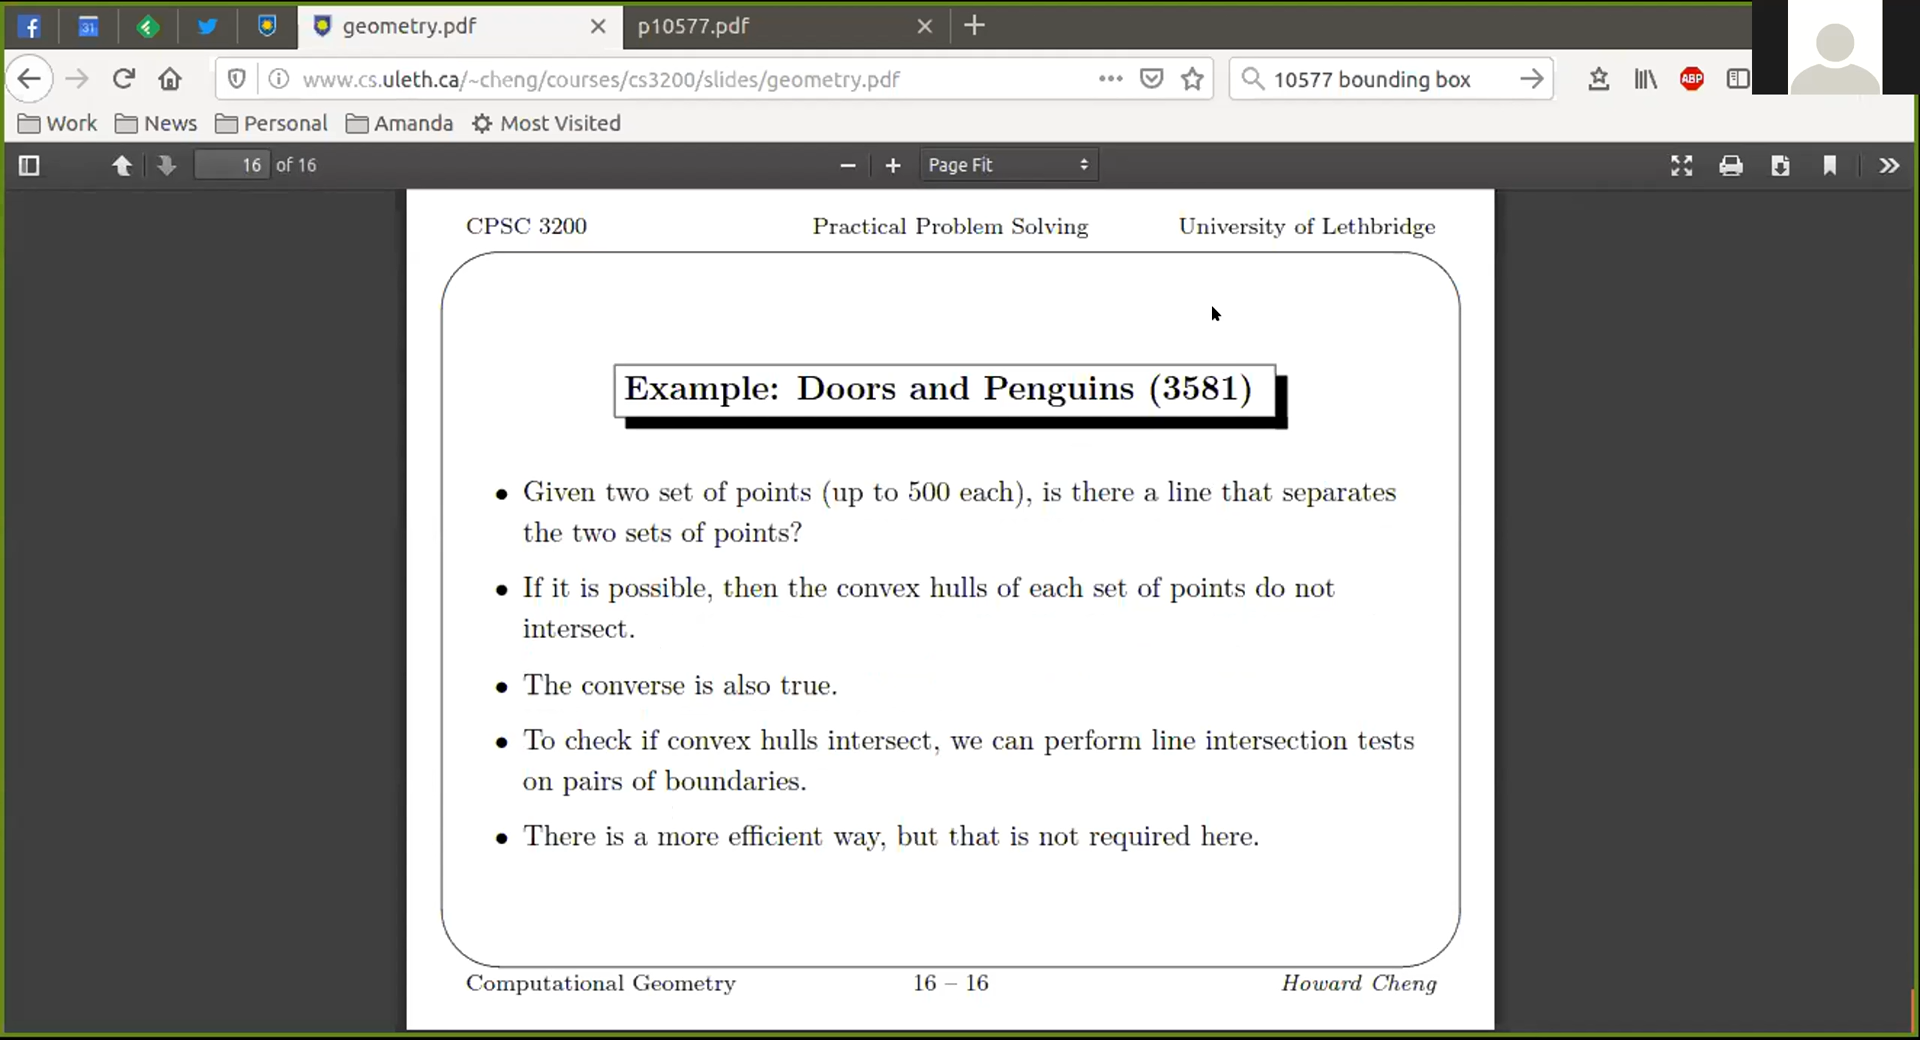 31
geometry.pdf
p10577.pdf
www.cs.uleth.ca/~cheng/courses/cs3200/slides/geometry.pdf
10577 bounding box
ABP
Work
News
Personal
Amanda
Most Visited
16 of 16
Page Fit
CPSC 3200
Practical Problem Solving
University of Lethbridge
Example: Doors and Penguins (3581)
• Given two set of points (up to 500 each), is there a line that separates
the two sets of points?
• If it is possible, then the convex hulls of each set of points do not
intersect.
• The converse is also true.
• To check if convex hulls intersect, we can perform line intersection tests
on pairs of boundaries.
• There is a more efficient way, but that is not required here.
Computational Geometry
16 – 16
Howard Cheng